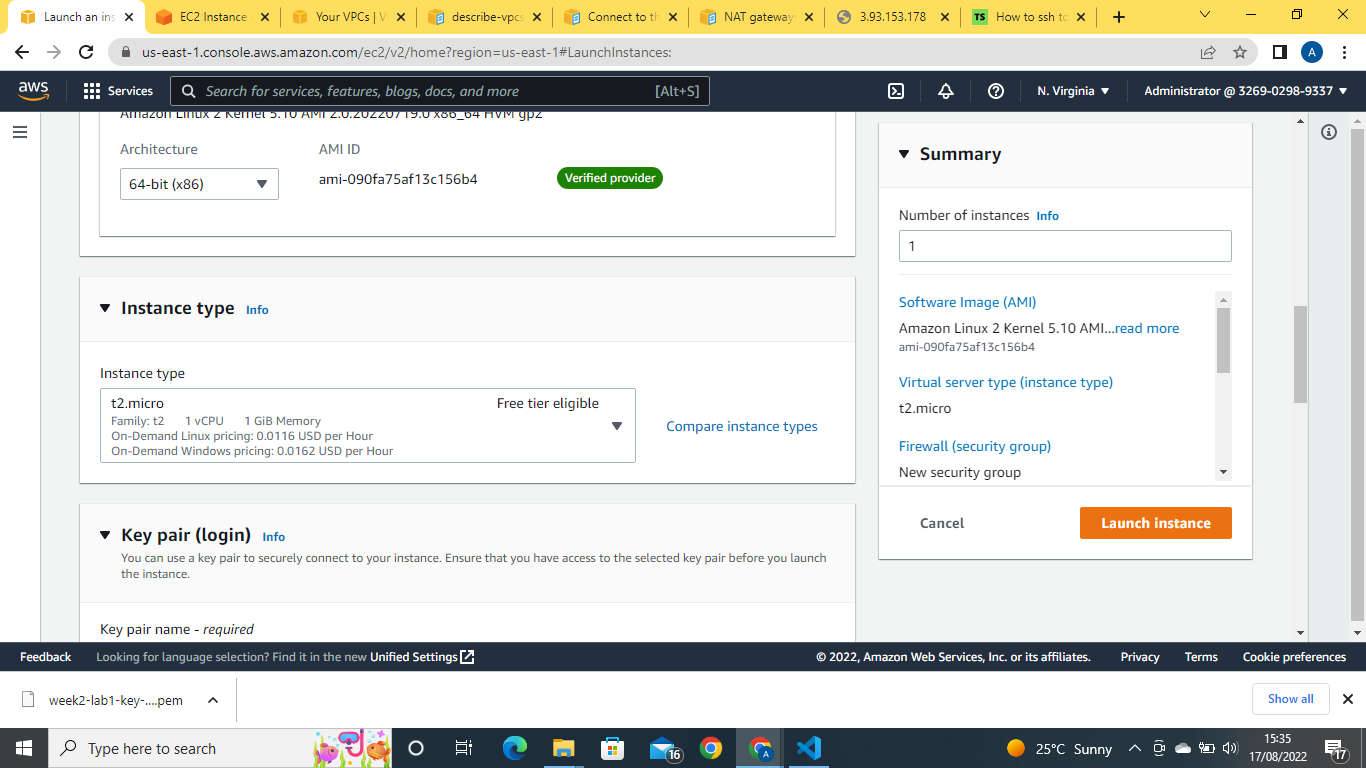 Launch an ins
EC2 Instance
Your VPCs | V
describe-vpcs
Connect to th
NAT gateway
3.93.153.178
TS
How to ssh to
us-east-1.console.aws.amazon.com/ec2/v2/home?region=us-east-1#LaunchInstances:
A
aws
Services
Search for services, features, blogs, docs, and more
[Alt+S]
N. Virginia
Administrator @ 3269-0298-9337
Amazon Linux 2 Kernel 5.10 AMI 2.0.20220719.0 x86_64 HVM gp2
Architecture
AMI ID
64-bit (x86)
ami-090fa75af13c156b4
Verified provider
Instance type Info
Instance type
t2.micro
Free tier eligible
Family: t2 1 vCPU 1 GiB Memory
On-Demand Linux pricing: 0.0116 USD per Hour
On-Demand Windows pricing: 0.0162 USD per Hour
Compare instance types
Key pair (login) Info
You can use a key pair to securely connect to your instance. Ensure that you have access to the selected key pair before you launch
the instance.
Key pair name - required
Summary
Number of instances Info
1
Software Image (AMI)
Amazon Linux 2 Kernel 5.10 AMI...read more
ami-090fa75af13c156b4
Virtual server type (instance type)
t2.micro
Firewall (security group)
New security group
Cancel
Launch instance
Feedback
Looking for language selection? Find it in the new Unified Settings
© 2022, Amazon Web Services, Inc. or its affiliates.
Privacy
Terms
Cookie preferences
week2-lab1-key-....pem
Show all
Type here to search
16
A
25°C Sunny
15:35
17/08/2022
17